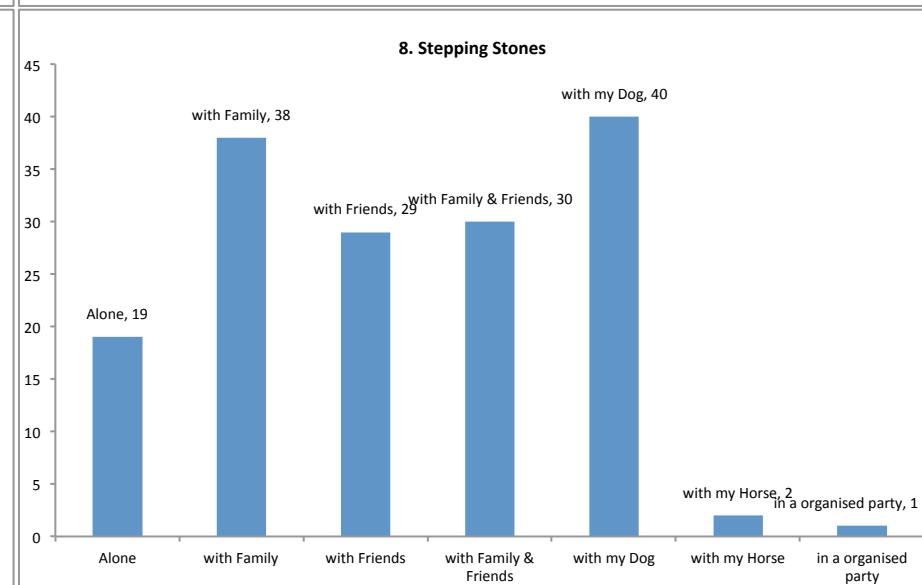 8. Stepping Stones
45
40
35
30
25
20
15
10
5
0
Alone, 19
with Family, 38
with Friends, 29
with Family & Friends, 30
with my Dog, 40
with my Horse, 2
in a organised party, 1
Alone
with Family
with Friends
with Family &
Friends
with my Dog
with my Horse
in a organised
party